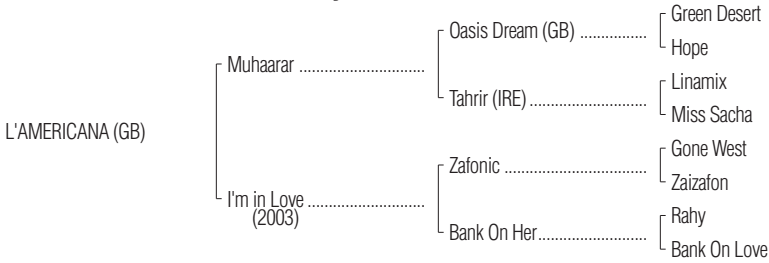 Green Desert
Oasis Dream (GB) ................
Hope
Muhaarar ..............................
Linamix
Tahrir (IRE) ............................
Miss Sacha
L'AMERICANA (GB)
Gone West
Zafonic ..................................
Zaizafon
I'm in Love ............................
(2003)
Rahy
Bank On Her..........................
Bank On Love